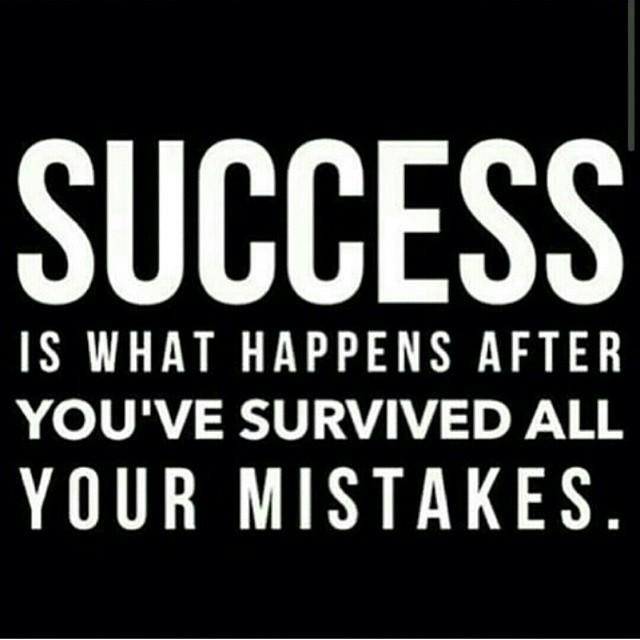 SUCCESS
IS WHAT HAPPENS AFTER
YOU'VE SURVIVED ALL
YOUR MISTAKES.